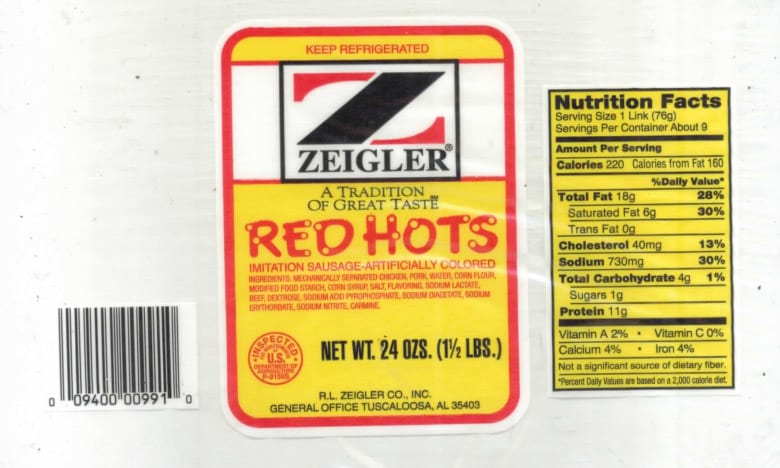 KEEP REFRIGERATED
Z
ZEIGLER®
A TRADITION
OF GREAT TASTE℠
RED HOTS
IMITATION SAUSAGE-ARTIFICIALLY COLORED
INGREDIENTS: MECHANICALLY SEPARATED CHICKEN, PORK, WATER, CORN FLOUR,
MODIFIED FOOD STARCH, CORN SYRUP, SALT, FLAVORING, SODIUM LACTATE,
BEEF, DEXTROSE, SODIUM ACID PYROPHOSPHATE, SODIUM DIACETATE, SODIUM
ERYTHORBATE, SODIUM NITRITE, CARMINE.
INSPECTED
U.S.
DEPARTMENT OF
AGRICULTURE
P-9156S
NET WT. 24 OZS. (1½ LBS.)
R.L. ZEIGLER CO., INC.
GENERAL OFFICE TUSCALOOSA, AL 35403
0 09400 00991 0
Nutrition Facts
Serving Size 1 Link (76g)
Servings Per Container About 9
Amount Per Serving
Calories 220 Calories from Fat 160
%Daily Value*
Total Fat 18g 28%
Saturated Fat 6g 30%
Trans Fat 0g
Cholesterol 40mg 13%
Sodium 730mg 30%
Total Carbohydrate 4g 1%
Sugars 1g
Protein 11g
Vitamin A 2% • Vitamin C 0%
Calcium 4% • Iron 4%
Not a significant source of dietary fiber.
*Percent Daily Values are based on a 2,000 calorie diet.